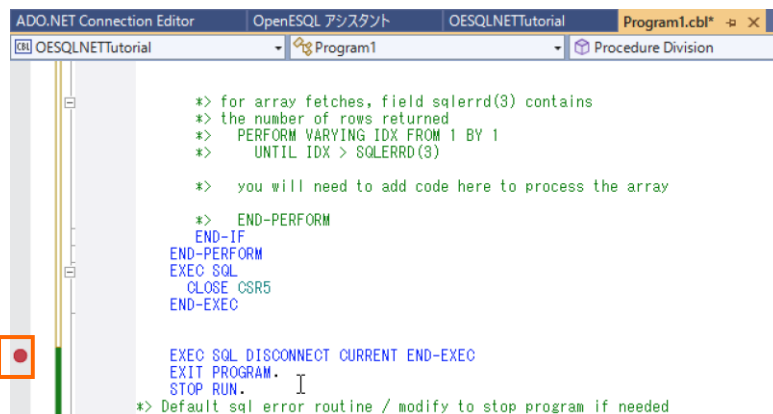 ADO.NET Connection Editor OpenESQL アシスタント OESQLNETTutorial Program1.cbl*
CBL OESQLNETTutorial Program1 Procedure Division
*> for array fetches, field sqlerrd(3) contains
*> the number of rows returned
*> PERFORM VARYING IDX FROM 1 BY 1
*> UNTIL IDX > SQLERRD(3)
*> you will need to add code here to process the array
*> END-PERFORM
END-IF
END-PERFORM
EXEC SQL
CLOSE CSR5
END-EXEC
EXEC SQL DISCONNECT CURRENT END-EXEC
EXIT PROGRAM.
STOP RUN.
*> Default sql error routine / modify to stop program if needed